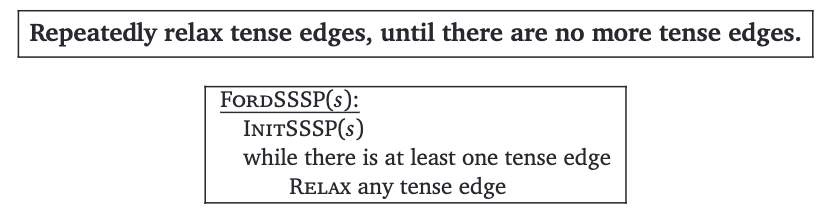 Repeatedly relax tense edges, until there are no more tense edges.
FORDSSSP(s):
INITSSSP(s)
while there is at least one tense edge
RELAX any tense edge